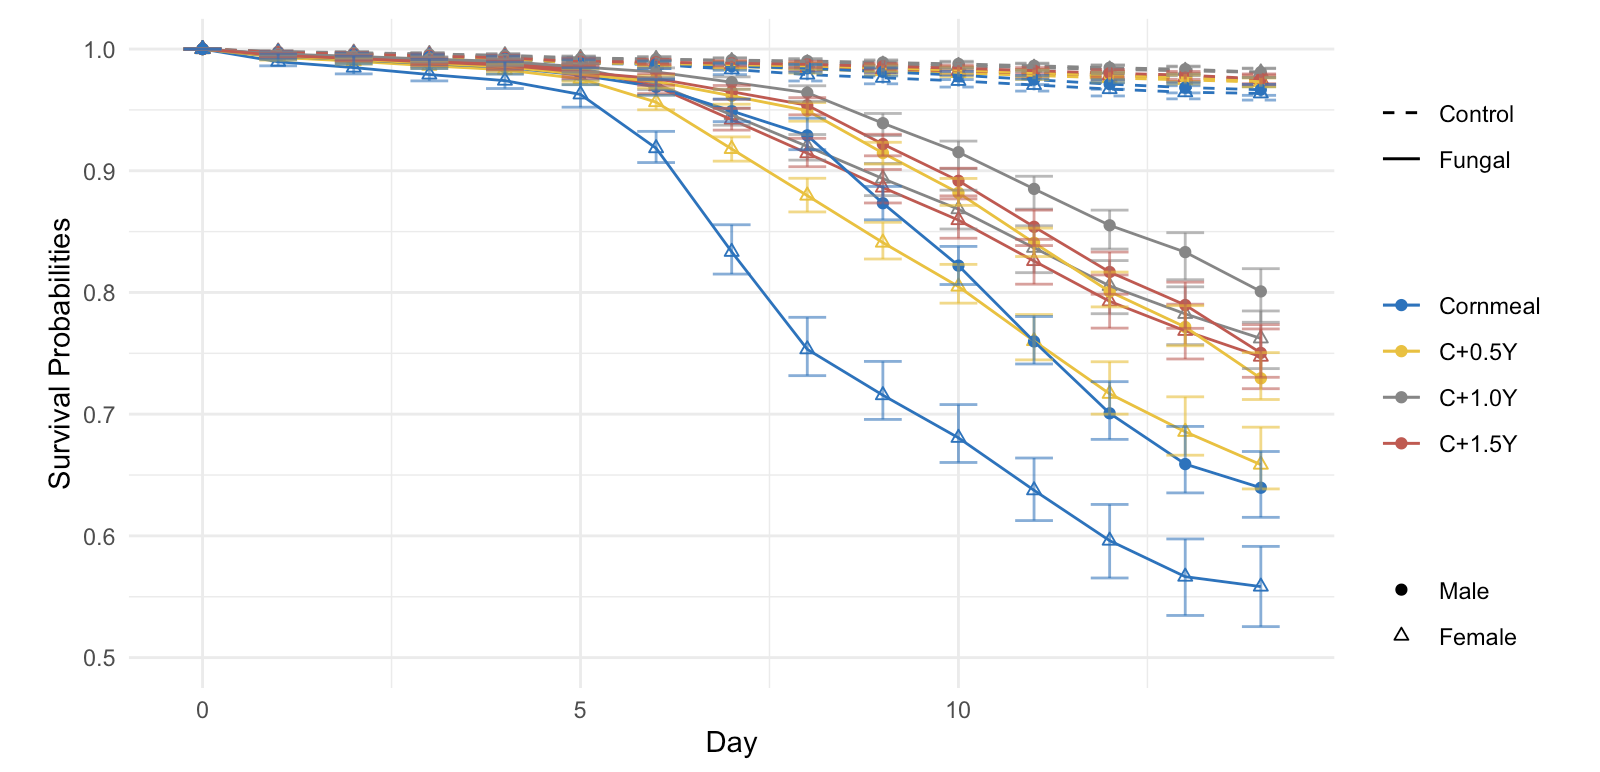 1.0
0.9
0.8
0.7
0.6
0.5
Survival Probabilities
0
5
10
Day
Control
Fungal
Cornmeal
C+0.5Y
C+1.0Y
C+1.5Y
Male
Female